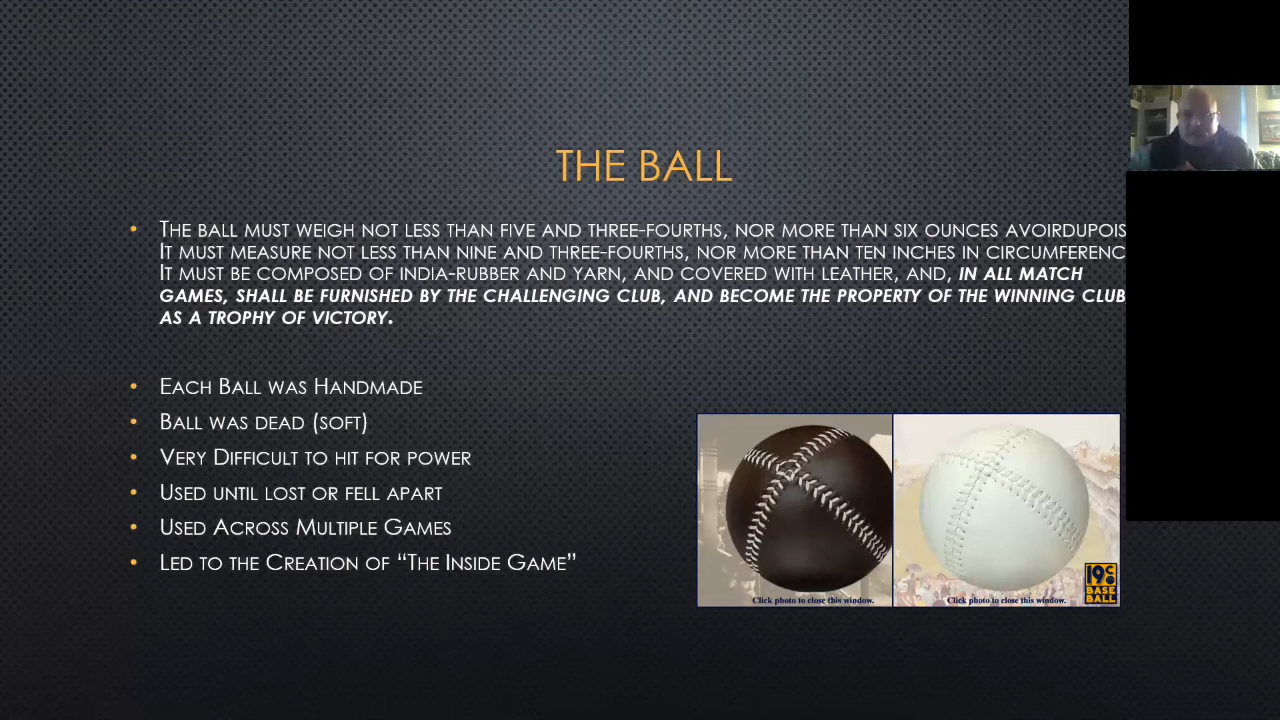 THE BALL
• THE BALL MUST WEIGH NOT LESS THAN FIVE AND THREE-FOURTHS, NOR MORE THAN SIX OUNCES AVOIRDUPOIS
IT MUST MEASURE NOT LESS THAN NINE AND THREE-FOURTHS, NOR MORE THAN TEN INCHES IN CIRCUMFERENC
IT MUST BE COMPOSED OF INDIA-RUBBER AND YARN, AND COVERED WITH LEATHER, AND, IN ALL MATCH
GAMES, SHALL BE FURNISHED BY THE CHALLENGING CLUB, AND BECOME THE PROPERTY OF THE WINNING CLUB
AS A TROPHY OF VICTORY.
• EACH BALL WAS HANDMADE
• BALL WAS DEAD (SOFT)
• VERY DIFFICULT TO HIT FOR POWER
• USED UNTIL LOST OR FELL APART
• USED ACROSS MULTIPLE GAMES
• LED TO THE CREATION OF “THE INSIDE GAME”
Click photo to close this window.
Click photo to close this window.
19C
BASE
BALL